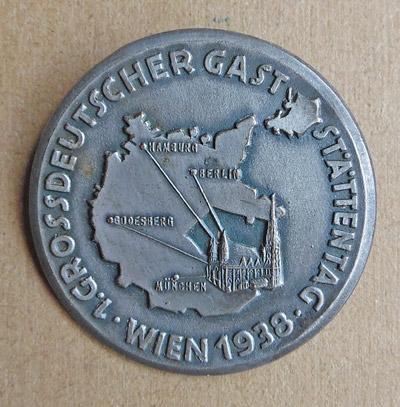 1. GROSSDEUTSCHER GAST STÄTTENTAG · WIEN 1938 ·
HAMBURG
BERLIN
GODESBERG
MÜNCHEN